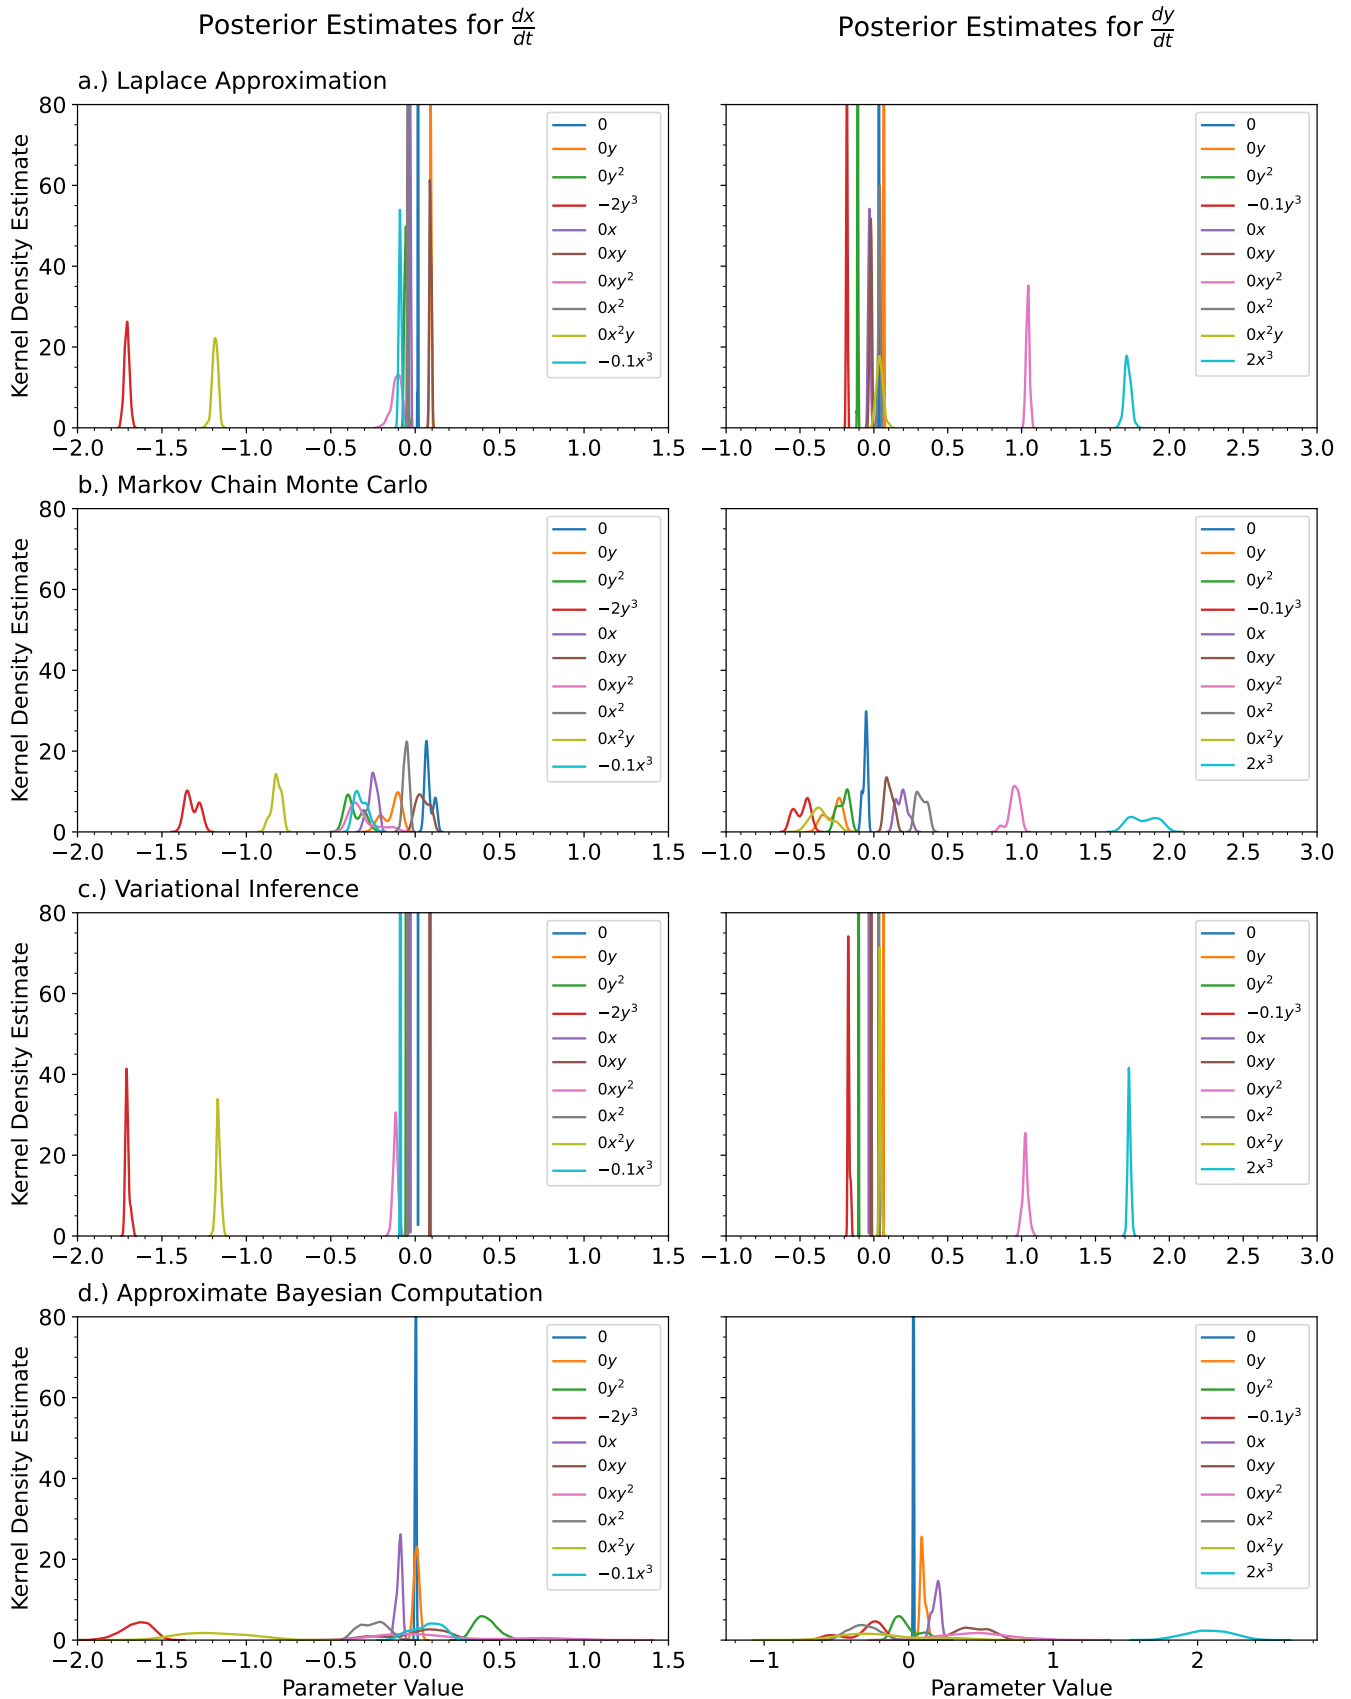 Posterior Estimates for dx/dt
Posterior Estimates for dy/dt
a.) Laplace Approximation
Kernel Density Estimate
80
60
40
20
0
−2.0 −1.5 −1.0 −0.5 0.0 0.5 1.0 1.5
0
0y
0y²
−2y³
0x
0xy
0xy²
0x²
0x²y
−0.1x³
−1.0 −0.5 0.0 0.5 1.0 1.5 2.0 2.5 3.0
0
0y
0y²
−0.1y³
0x
0xy
0xy²
0x²
0x²y
2x³
b.) Markov Chain Monte Carlo
Kernel Density Estimate
80
60
40
20
0
−2.0 −1.5 −1.0 −0.5 0.0 0.5 1.0 1.5
0
0y
0y²
−2y³
0x
0xy
0xy²
0x²
0x²y
−0.1x³
−1.0 −0.5 0.0 0.5 1.0 1.5 2.0 2.5 3.0
0
0y
0y²
−0.1y³
0x
0xy
0xy²
0x²
0x²y
2x³
c.) Variational Inference
Kernel Density Estimate
80
60
40
20
0
−2.0 −1.5 −1.0 −0.5 0.0 0.5 1.0 1.5
0
0y
0y²
−2y³
0x
0xy
0xy²
0x²
0x²y
−0.1x³
−1.0 −0.5 0.0 0.5 1.0 1.5 2.0 2.5 3.0
0
0y
0y²
−0.1y³
0x
0xy
0xy²
0x²
0x²y
2x³
d.) Approximate Bayesian Computation
Kernel Density Estimate
80
60
40
20
0
−2.0 −1.5 −1.0 −0.5 0.0 0.5 1.0 1.5
Parameter Value
0
0y
0y²
−2y³
0x
0xy
0xy²
0x²
0x²y
−0.1x³
−1 0 1 2
Parameter Value
0
0y
0y²
−0.1y³
0x
0xy
0xy²
0x²
0x²y
2x³